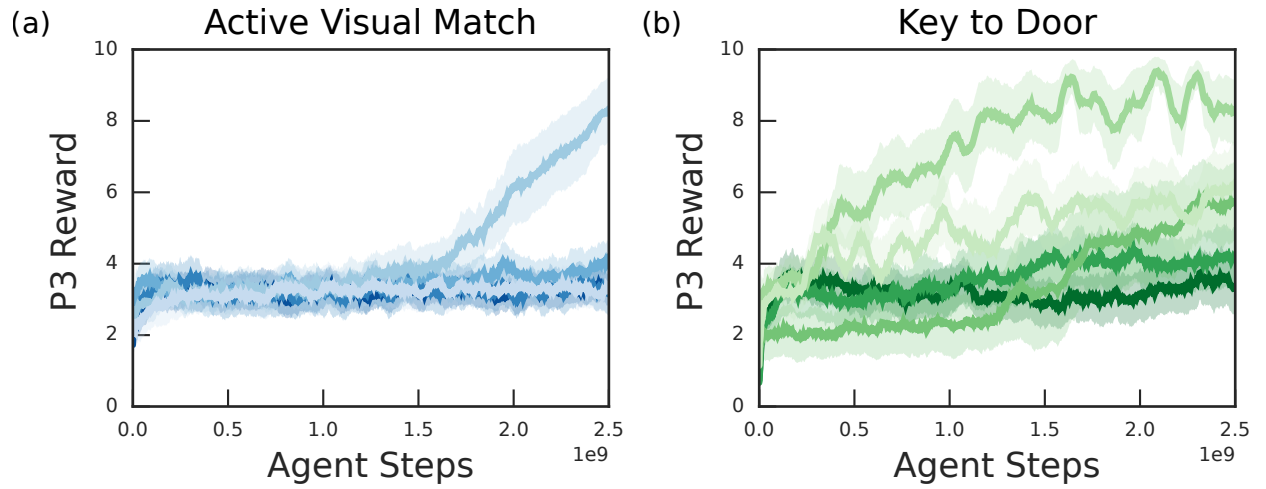 (a) Active Visual Match
P3 Reward
10
8
6
4
2
0
0.0 0.5 1.0 1.5 2.0 2.5
1e9
Agent Steps
(b) Key to Door
P3 Reward
10
8
6
4
2
0
0.0 0.5 1.0 1.5 2.0 2.5
1e9
Agent Steps